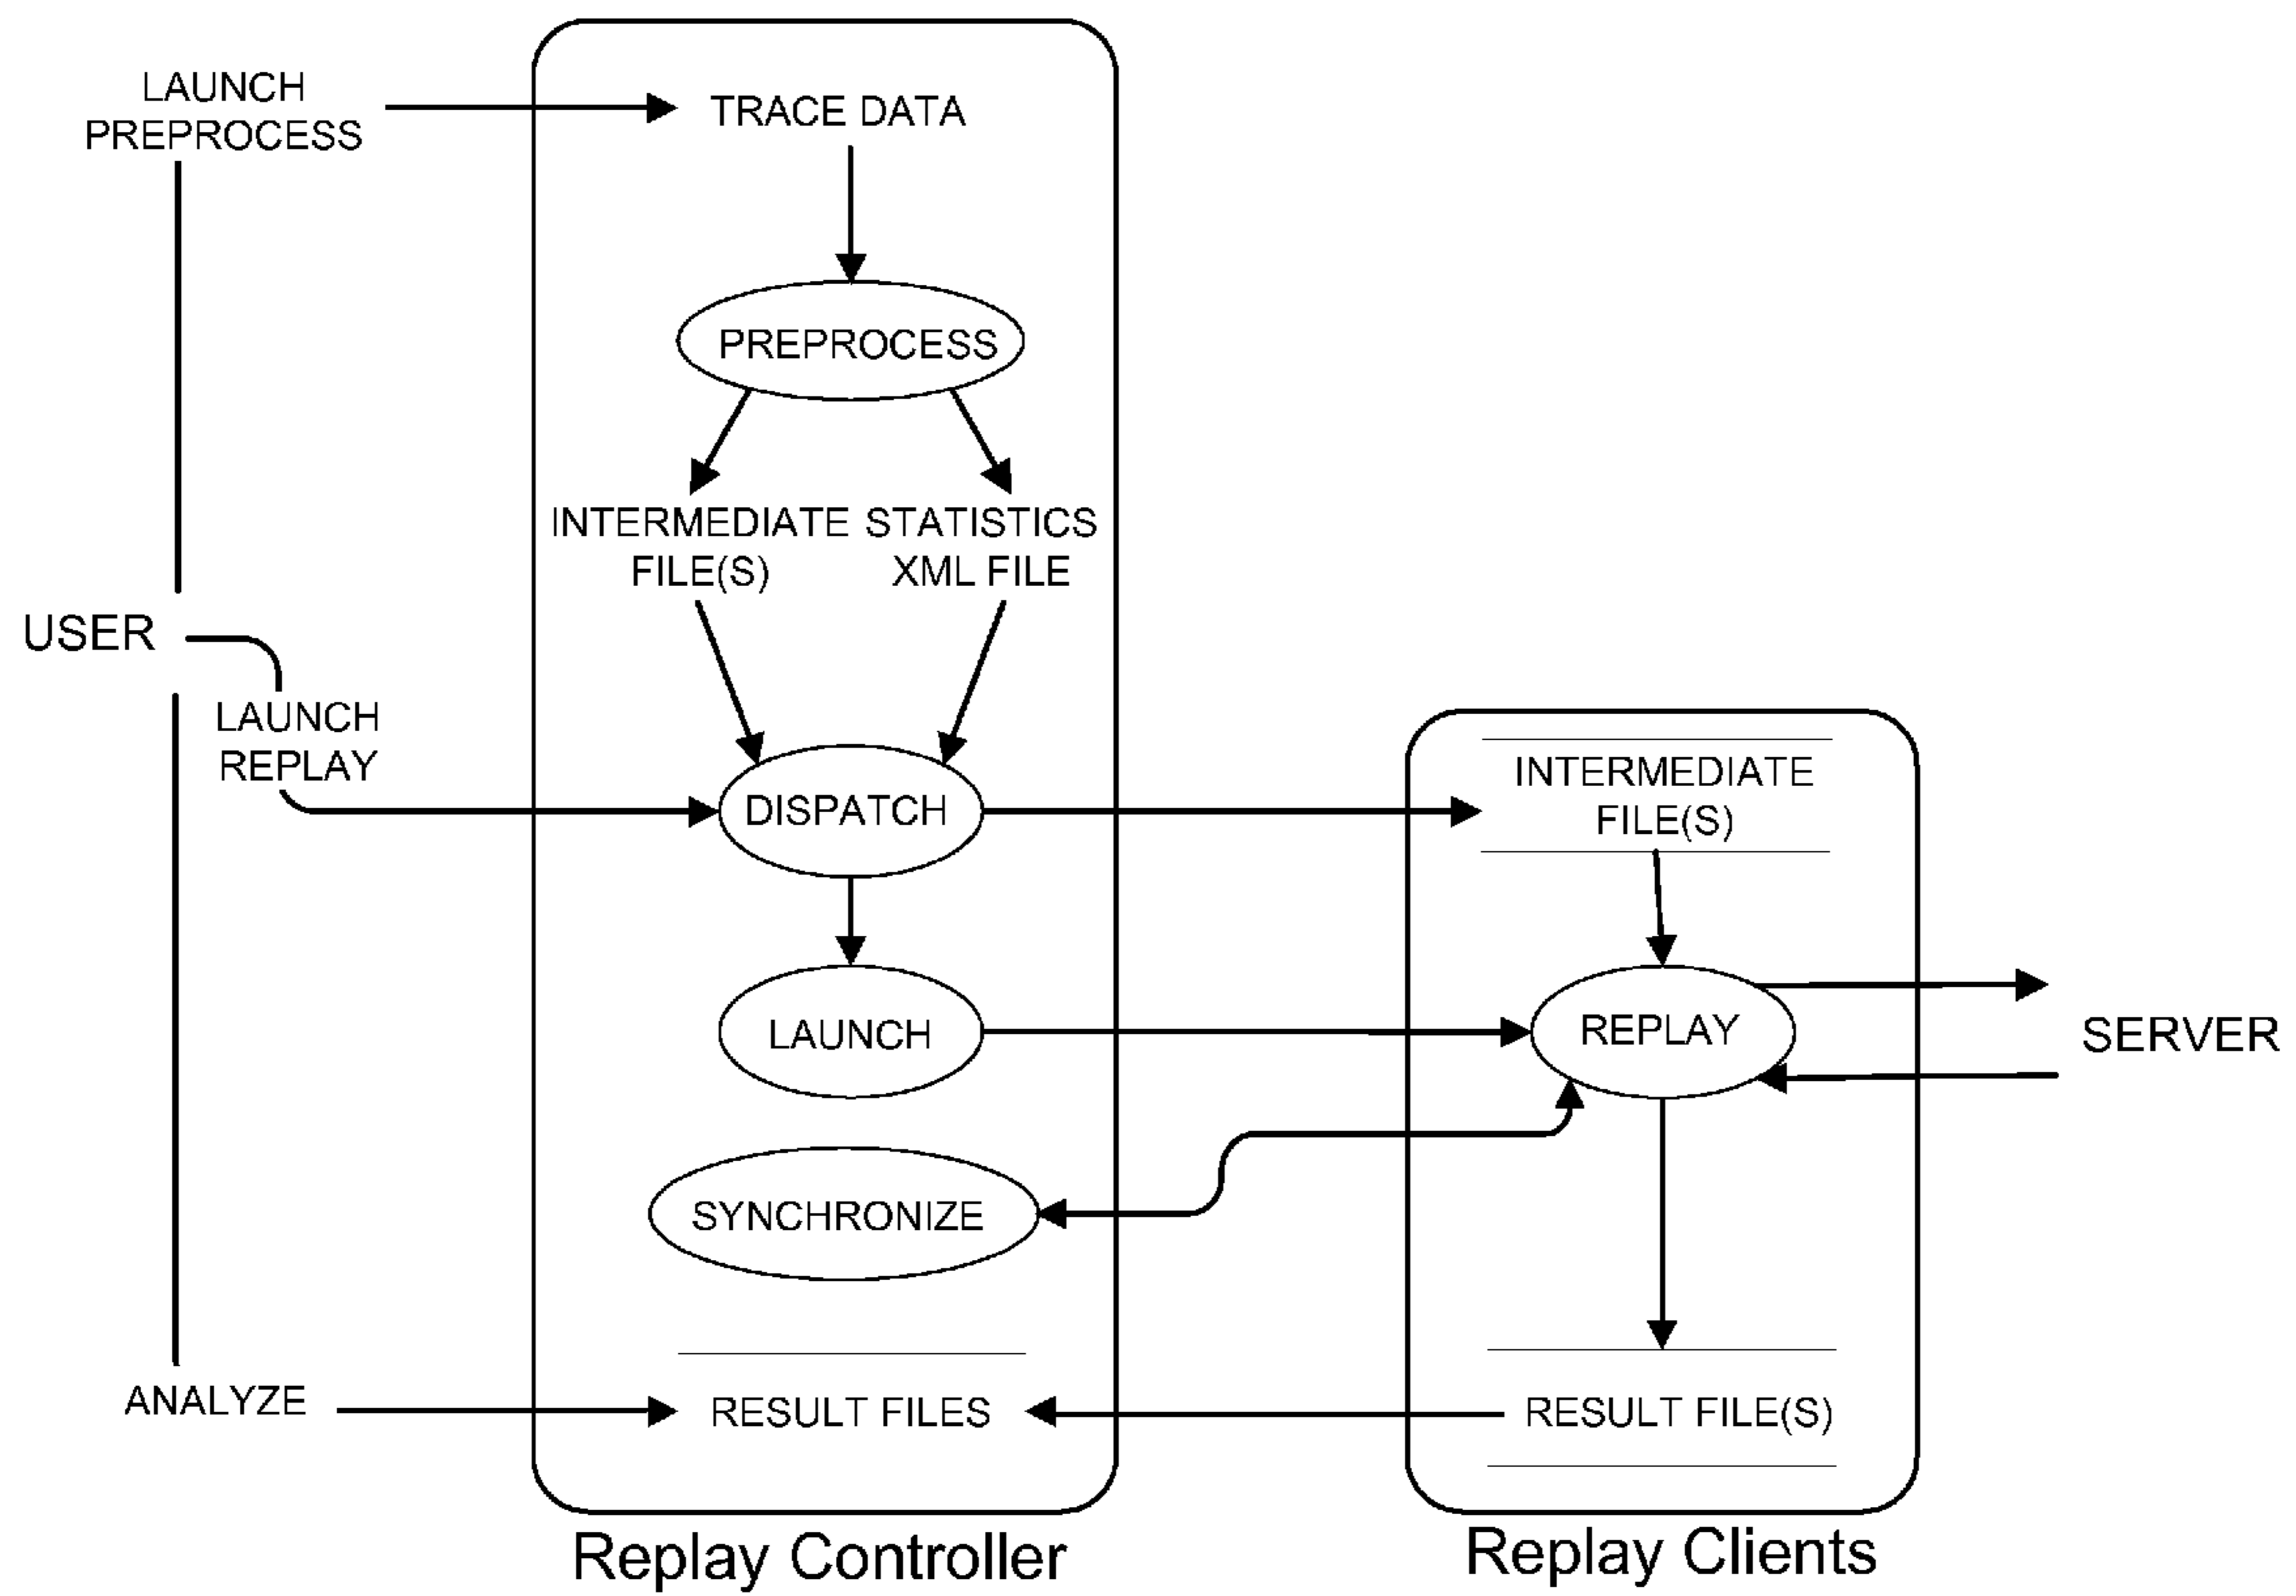 LAUNCH
PREPROCESS
TRACE DATA
PREPROCESS
INTERMEDIATE
FILE(S)
STATISTICS
XML FILE
USER
LAUNCH
REPLAY
DISPATCH
INTERMEDIATE
FILE(S)
LAUNCH
REPLAY
SERVER
SYNCHRONIZE
ANALYZE
RESULT FILES
RESULT FILE(S)
Replay Controller
Replay Clients